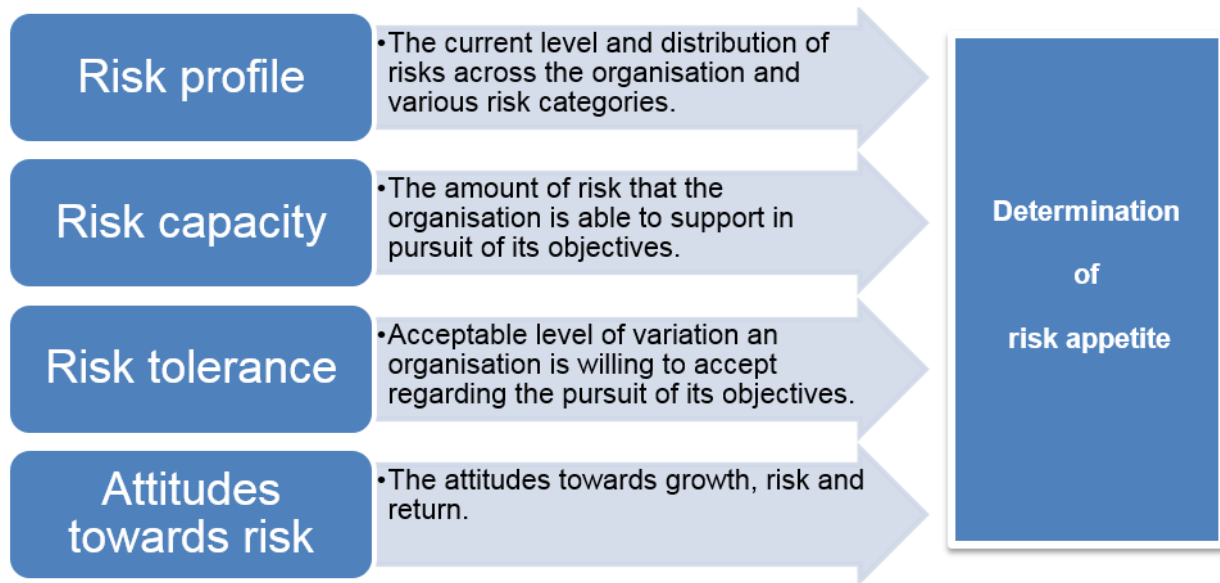 Risk profile
•The current level and distribution of
risks across the organisation and
various risk categories.
Risk capacity
•The amount of risk that the
organisation is able to support in
pursuit of its objectives.
Risk tolerance
•Acceptable level of variation an
organisation is willing to accept
regarding the pursuit of its objectives.
Attitudes
towards risk
•The attitudes towards growth, risk and
return.
Determination
of
risk appetite